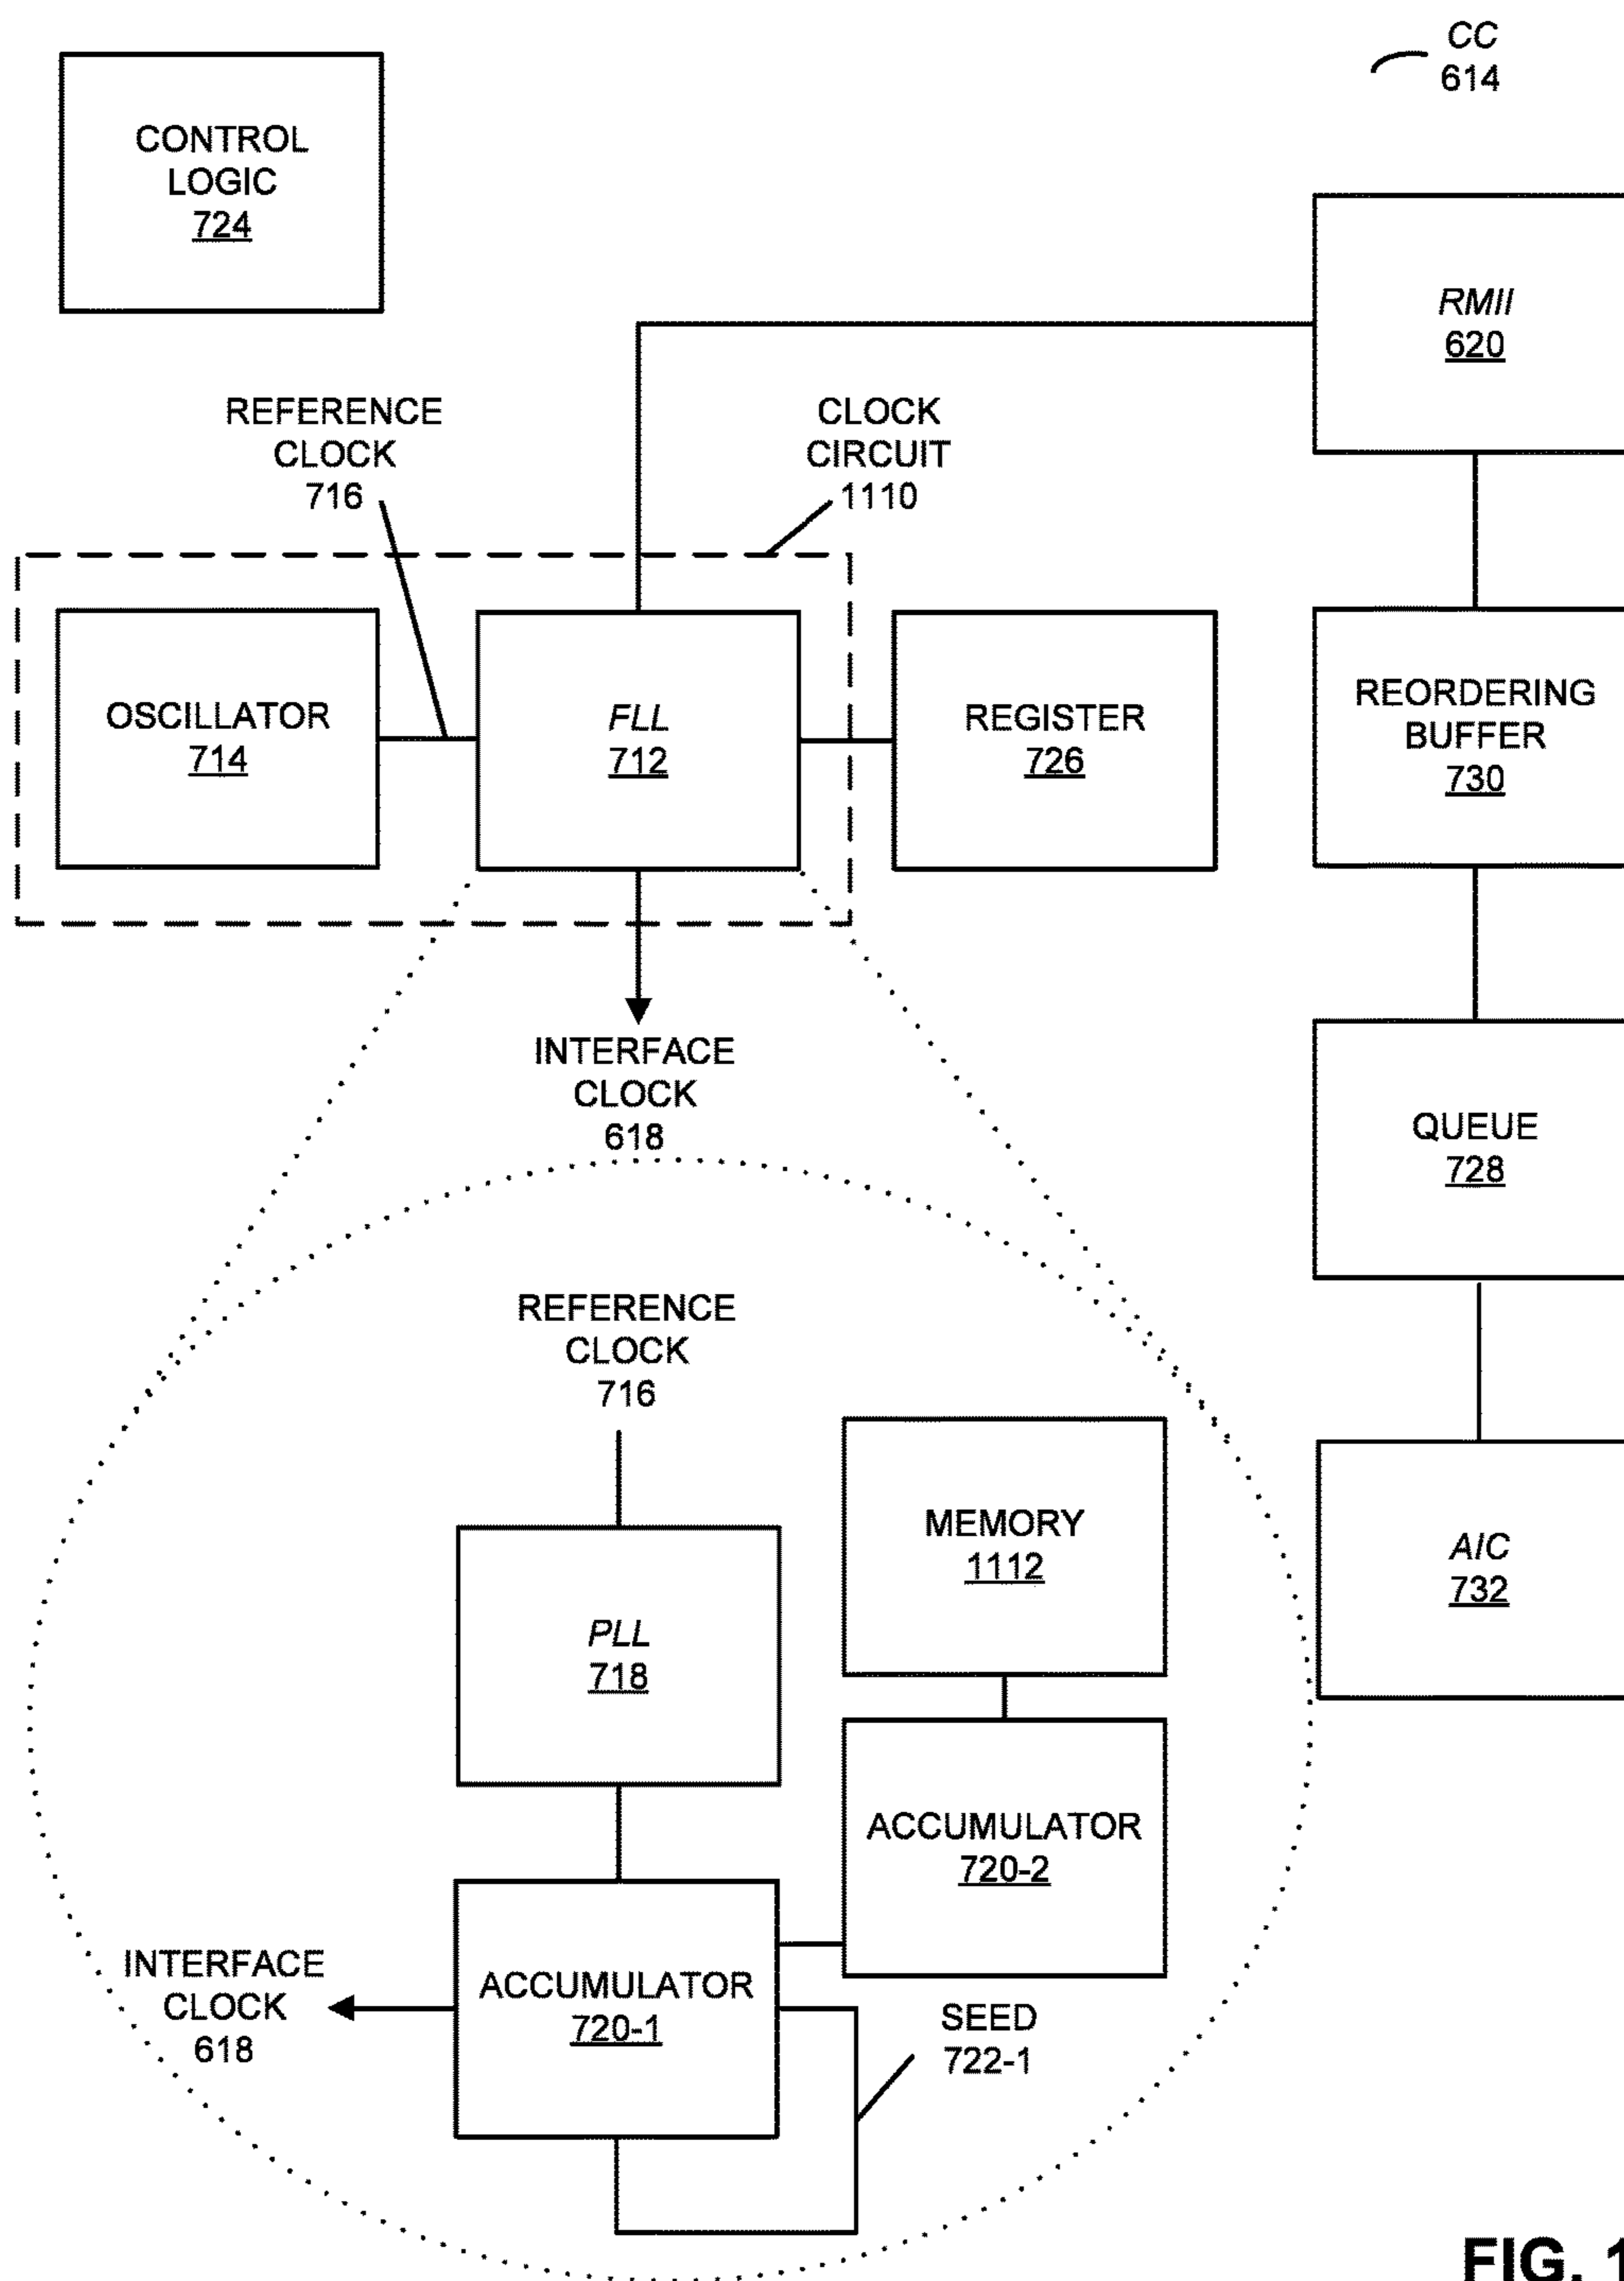 CC
614
CONTROL
LOGIC
724
RMII
620
REFERENCE
CLOCK
716
CLOCK
CIRCUIT
1110
OSCILLATOR
714
FLL
712
REGISTER
726
REORDERING
BUFFER
730
INTERFACE
CLOCK
618
QUEUE
728
REFERENCE
CLOCK
716
MEMORY
1112
AIC
732
PLL
718
ACCUMULATOR
720-2
INTERFACE
CLOCK
618
ACCUMULATOR
720-1
SEED
722-1
FIG. 1